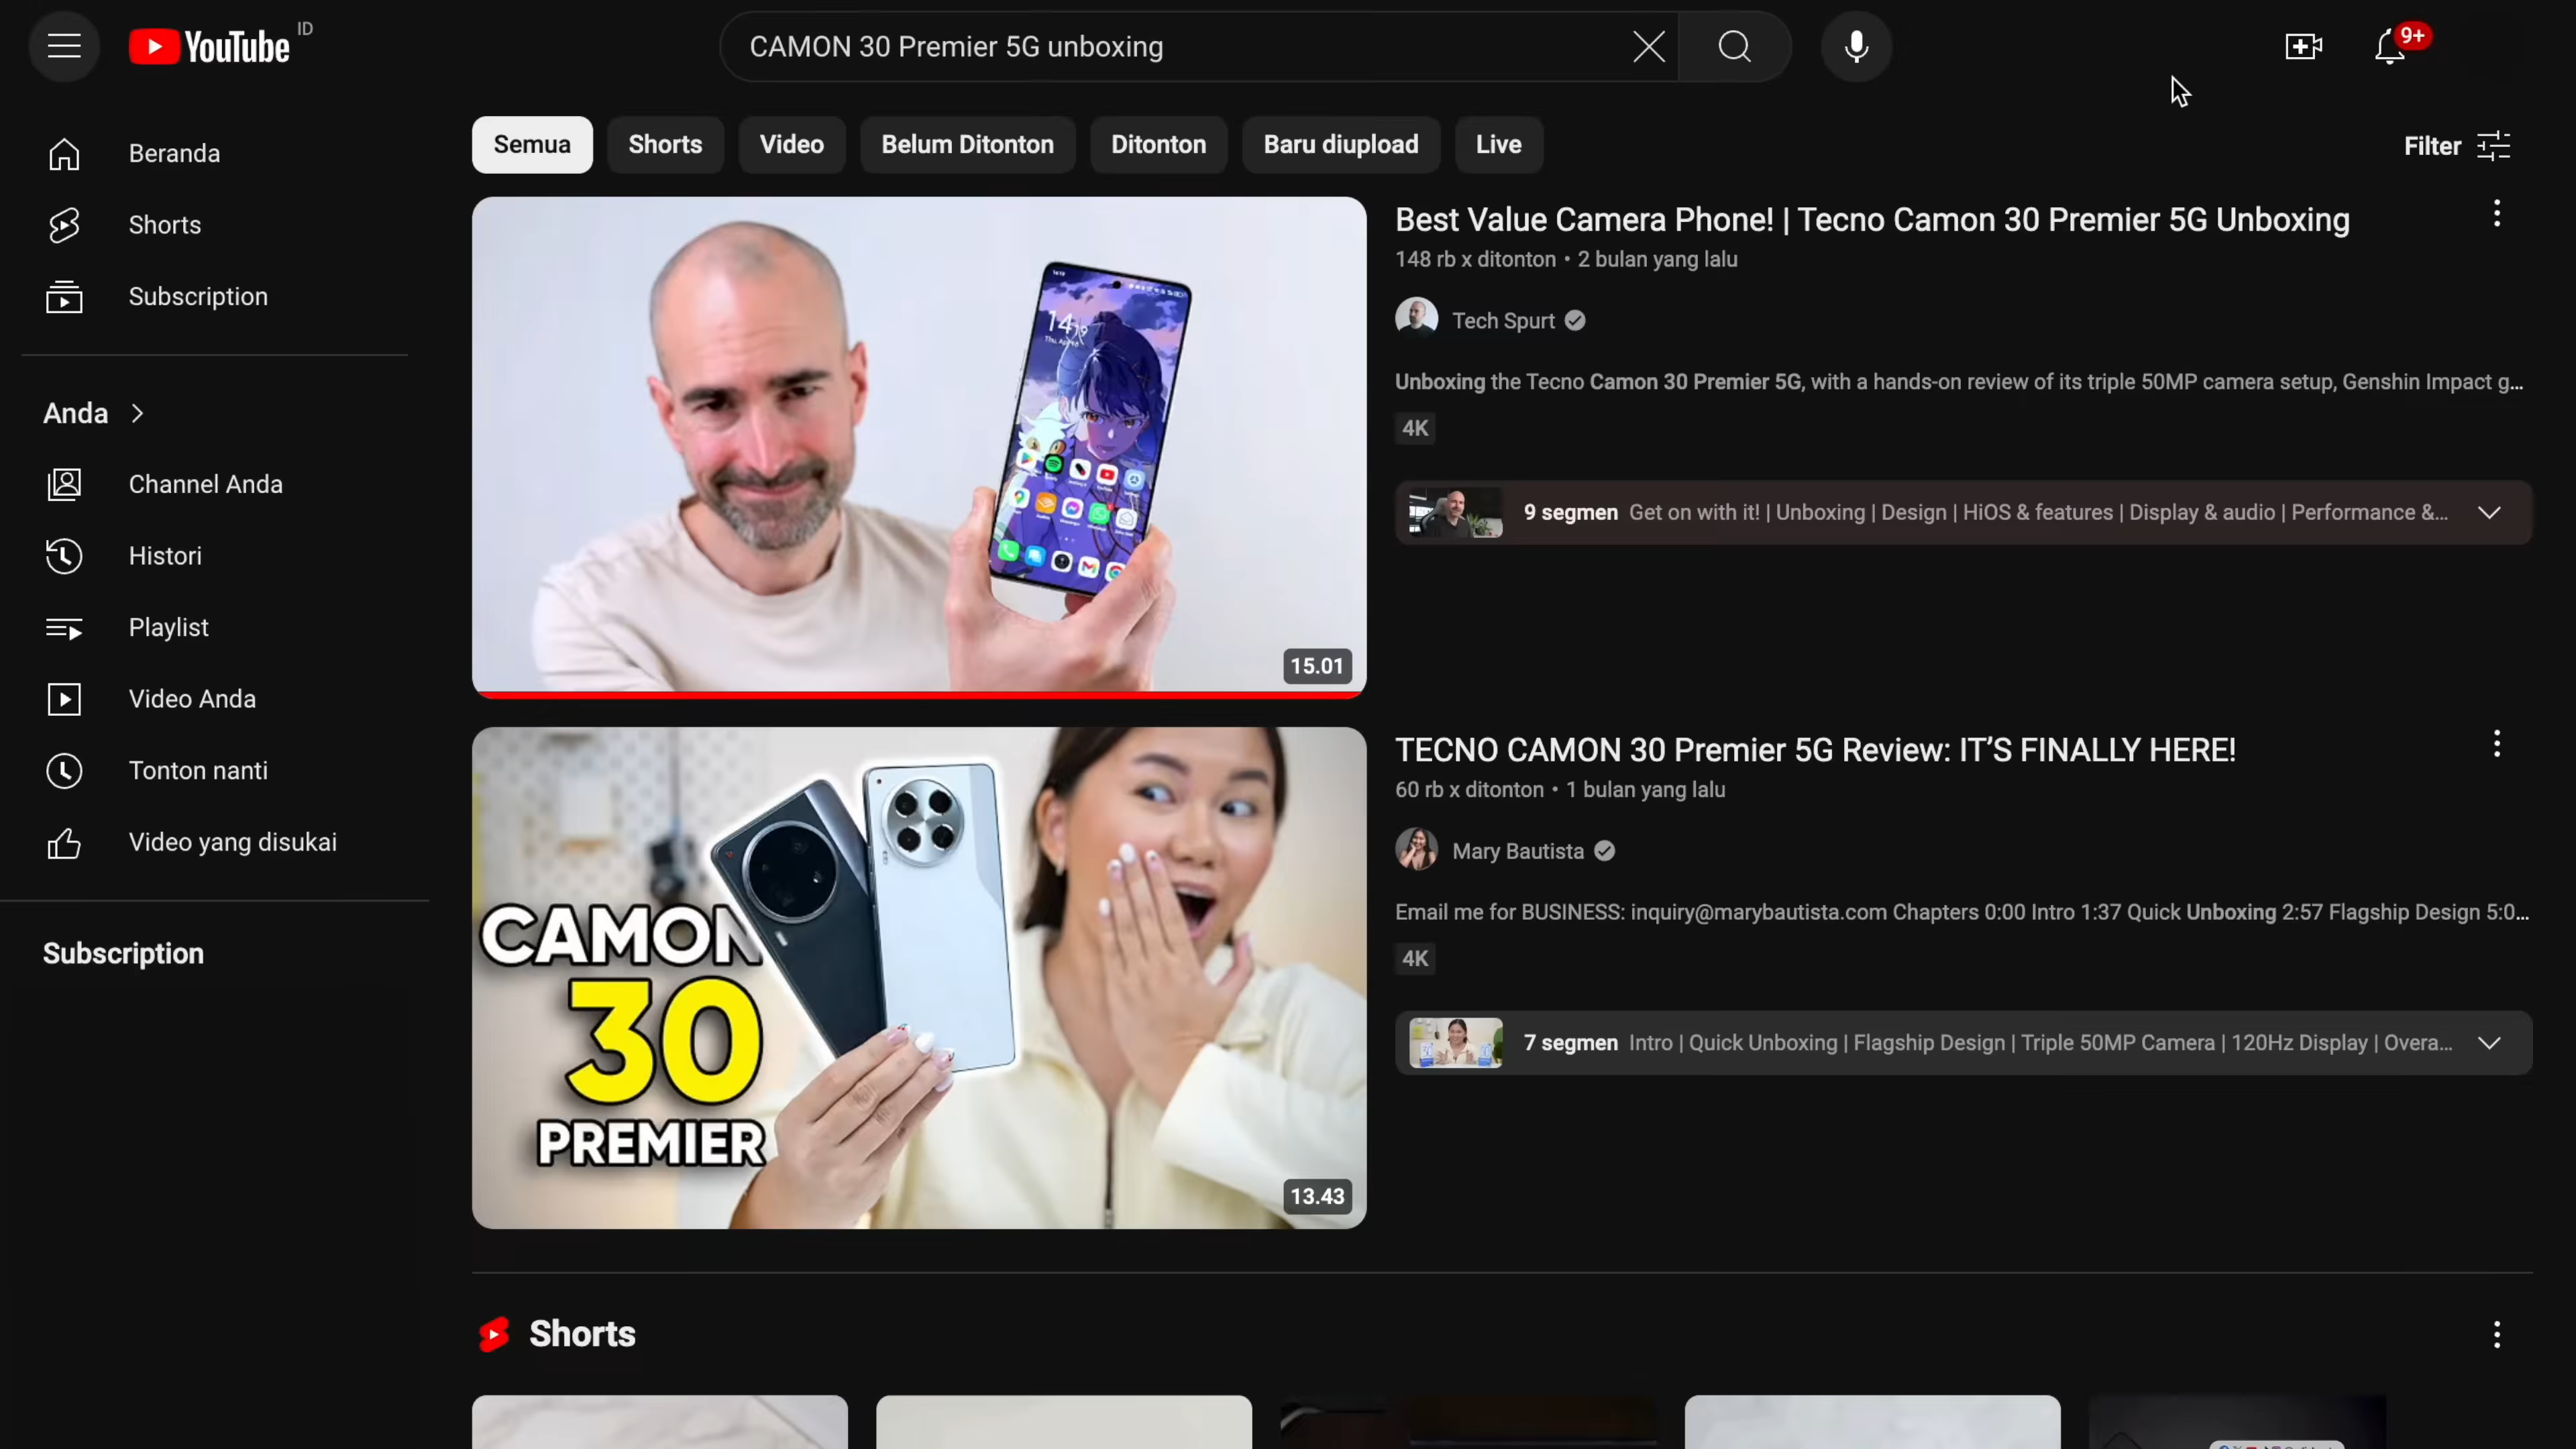 YouTube ID
CAMON 30 Premier 5G unboxing
9+
Semua
Shorts
Video
Belum Ditonton
Ditonton
Baru diupload
Live
Filter
Beranda
Shorts
Subscription
Anda
Channel Anda
Histori
Playlist
Video Anda
Tonton nanti
Video yang disukai
Subscription
15.01
Best Value Camera Phone! | Tecno Camon 30 Premier 5G Unboxing
148 rb x ditonton • 2 bulan yang lalu
Tech Spurt
Unboxing the Tecno Camon 30 Premier 5G, with a hands-on review of its triple 50MP camera setup, Genshin Impact g...
4K
9 segmen Get on with it! | Unboxing | Design | HiOS & features | Display & audio | Performance &...
CAMON
30
PREMIER
13.43
TECNO CAMON 30 Premier 5G Review: IT'S FINALLY HERE!
60 rb x ditonton • 1 bulan yang lalu
Mary Bautista
Email me for BUSINESS: inquiry@marybautista.com Chapters 0:00 Intro 1:37 Quick Unboxing 2:57 Flagship Design 5:0...
4K
7 segmen Intro | Quick Unboxing | Flagship Design | Triple 50MP Camera | 120Hz Display | Overa...
Shorts